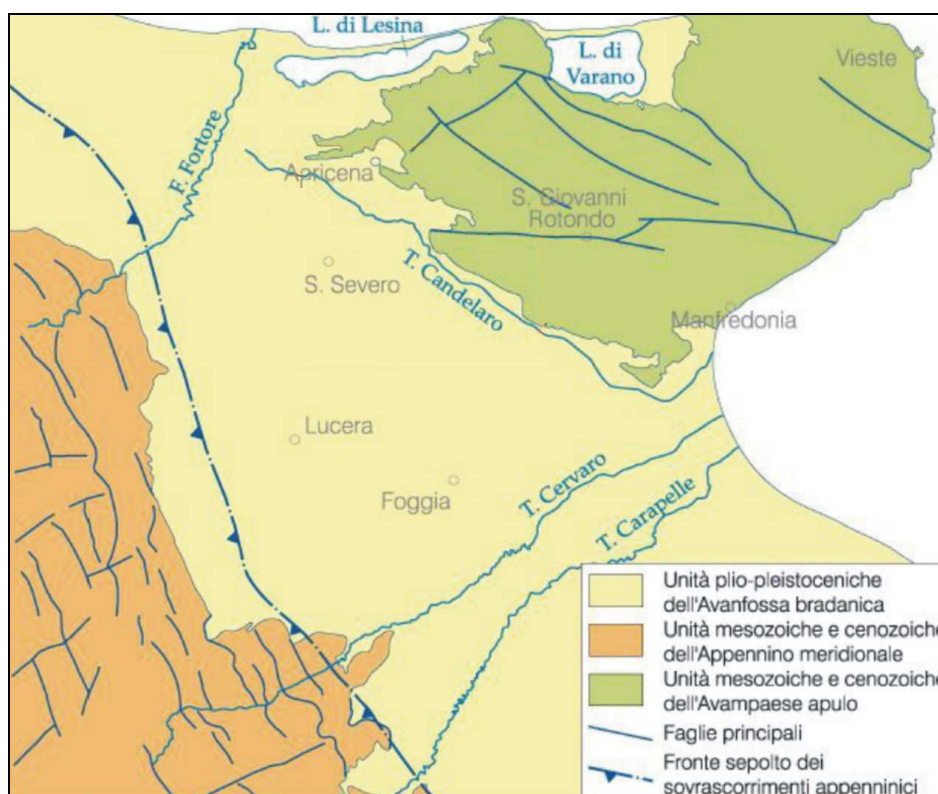 L. di Lesina
L. di
Varano
Vieste
F. Fortore
Apricena
S. Giovanni
Rotondo
S. Severo
T. Candelaro
Manfredonia
Lucera
Foggia
T. Cervaro
T. Carapelle
Unità plio-pleistoceniche
dell'Avanfossa bradanica
Unità mesozoiche e cenozoiche
dell'Appennino meridionale
Unità mesozoiche e cenozoiche
dell'Avampaese apulo
Faglie principali
Fronte sepolto dei
sovrascorrimenti appenninici